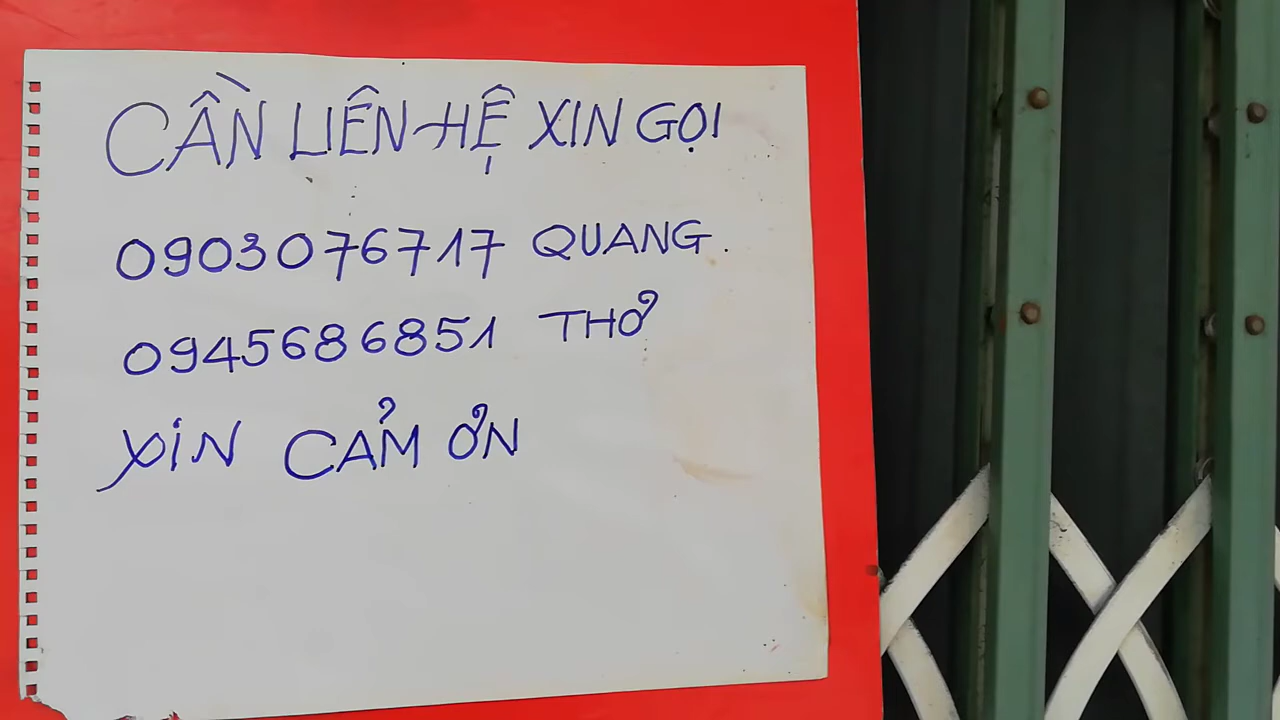 CẦN LIÊN HỆ XIN GỌI
0903076717 QUANG.
0945686851 THỞ
XIN CẢM ƠN